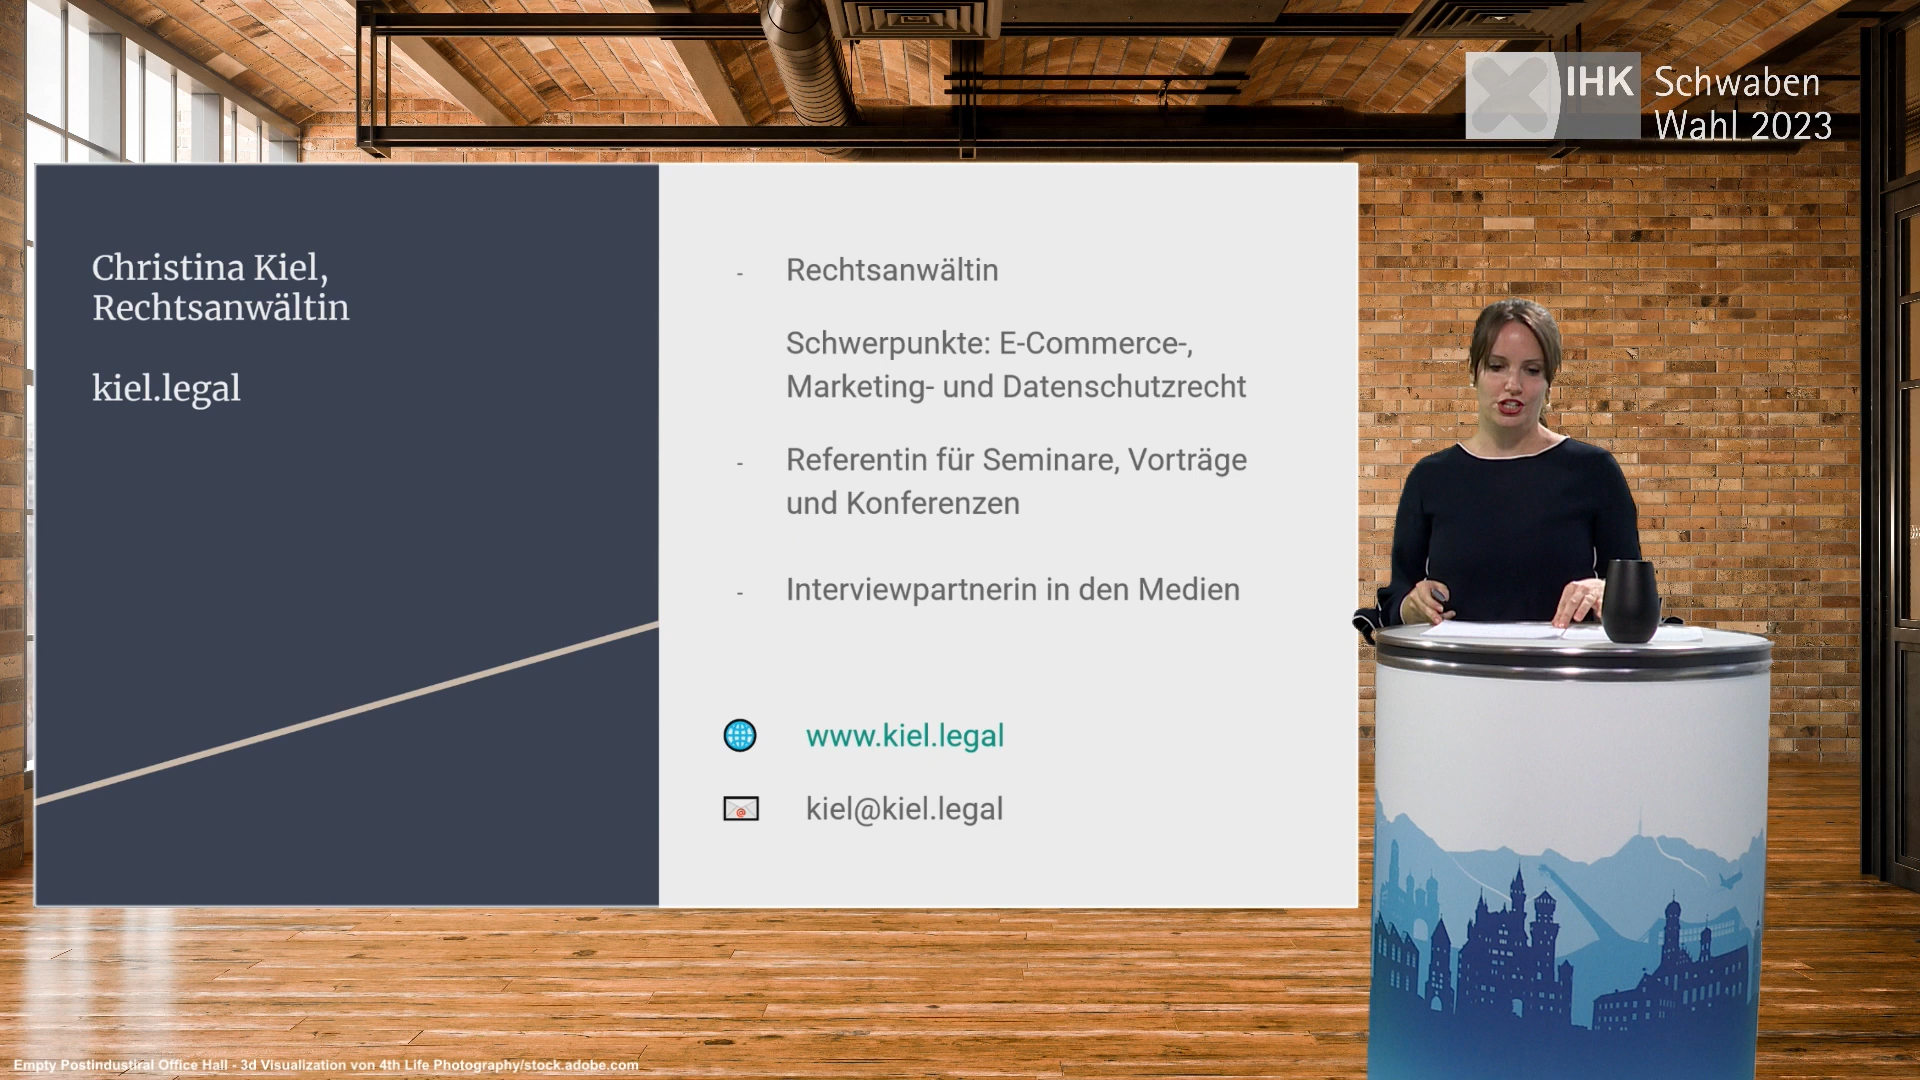 IHK Schwaben
Wahl 2023
Christina Kiel,
Rechtsanwältin
kiel.legal
- Rechtsanwältin
Schwerpunkte: E-Commerce-,
Marketing- und Datenschutzrecht
- Referentin für Seminare, Vorträge
und Konferenzen
- Interviewpartnerin in den Medien
www.kiel.legal
@ kiel@kiel.legal
Empty Postindustiral Office Hall - 3d Visualization von 4th Life Photography/stock.adobe.com